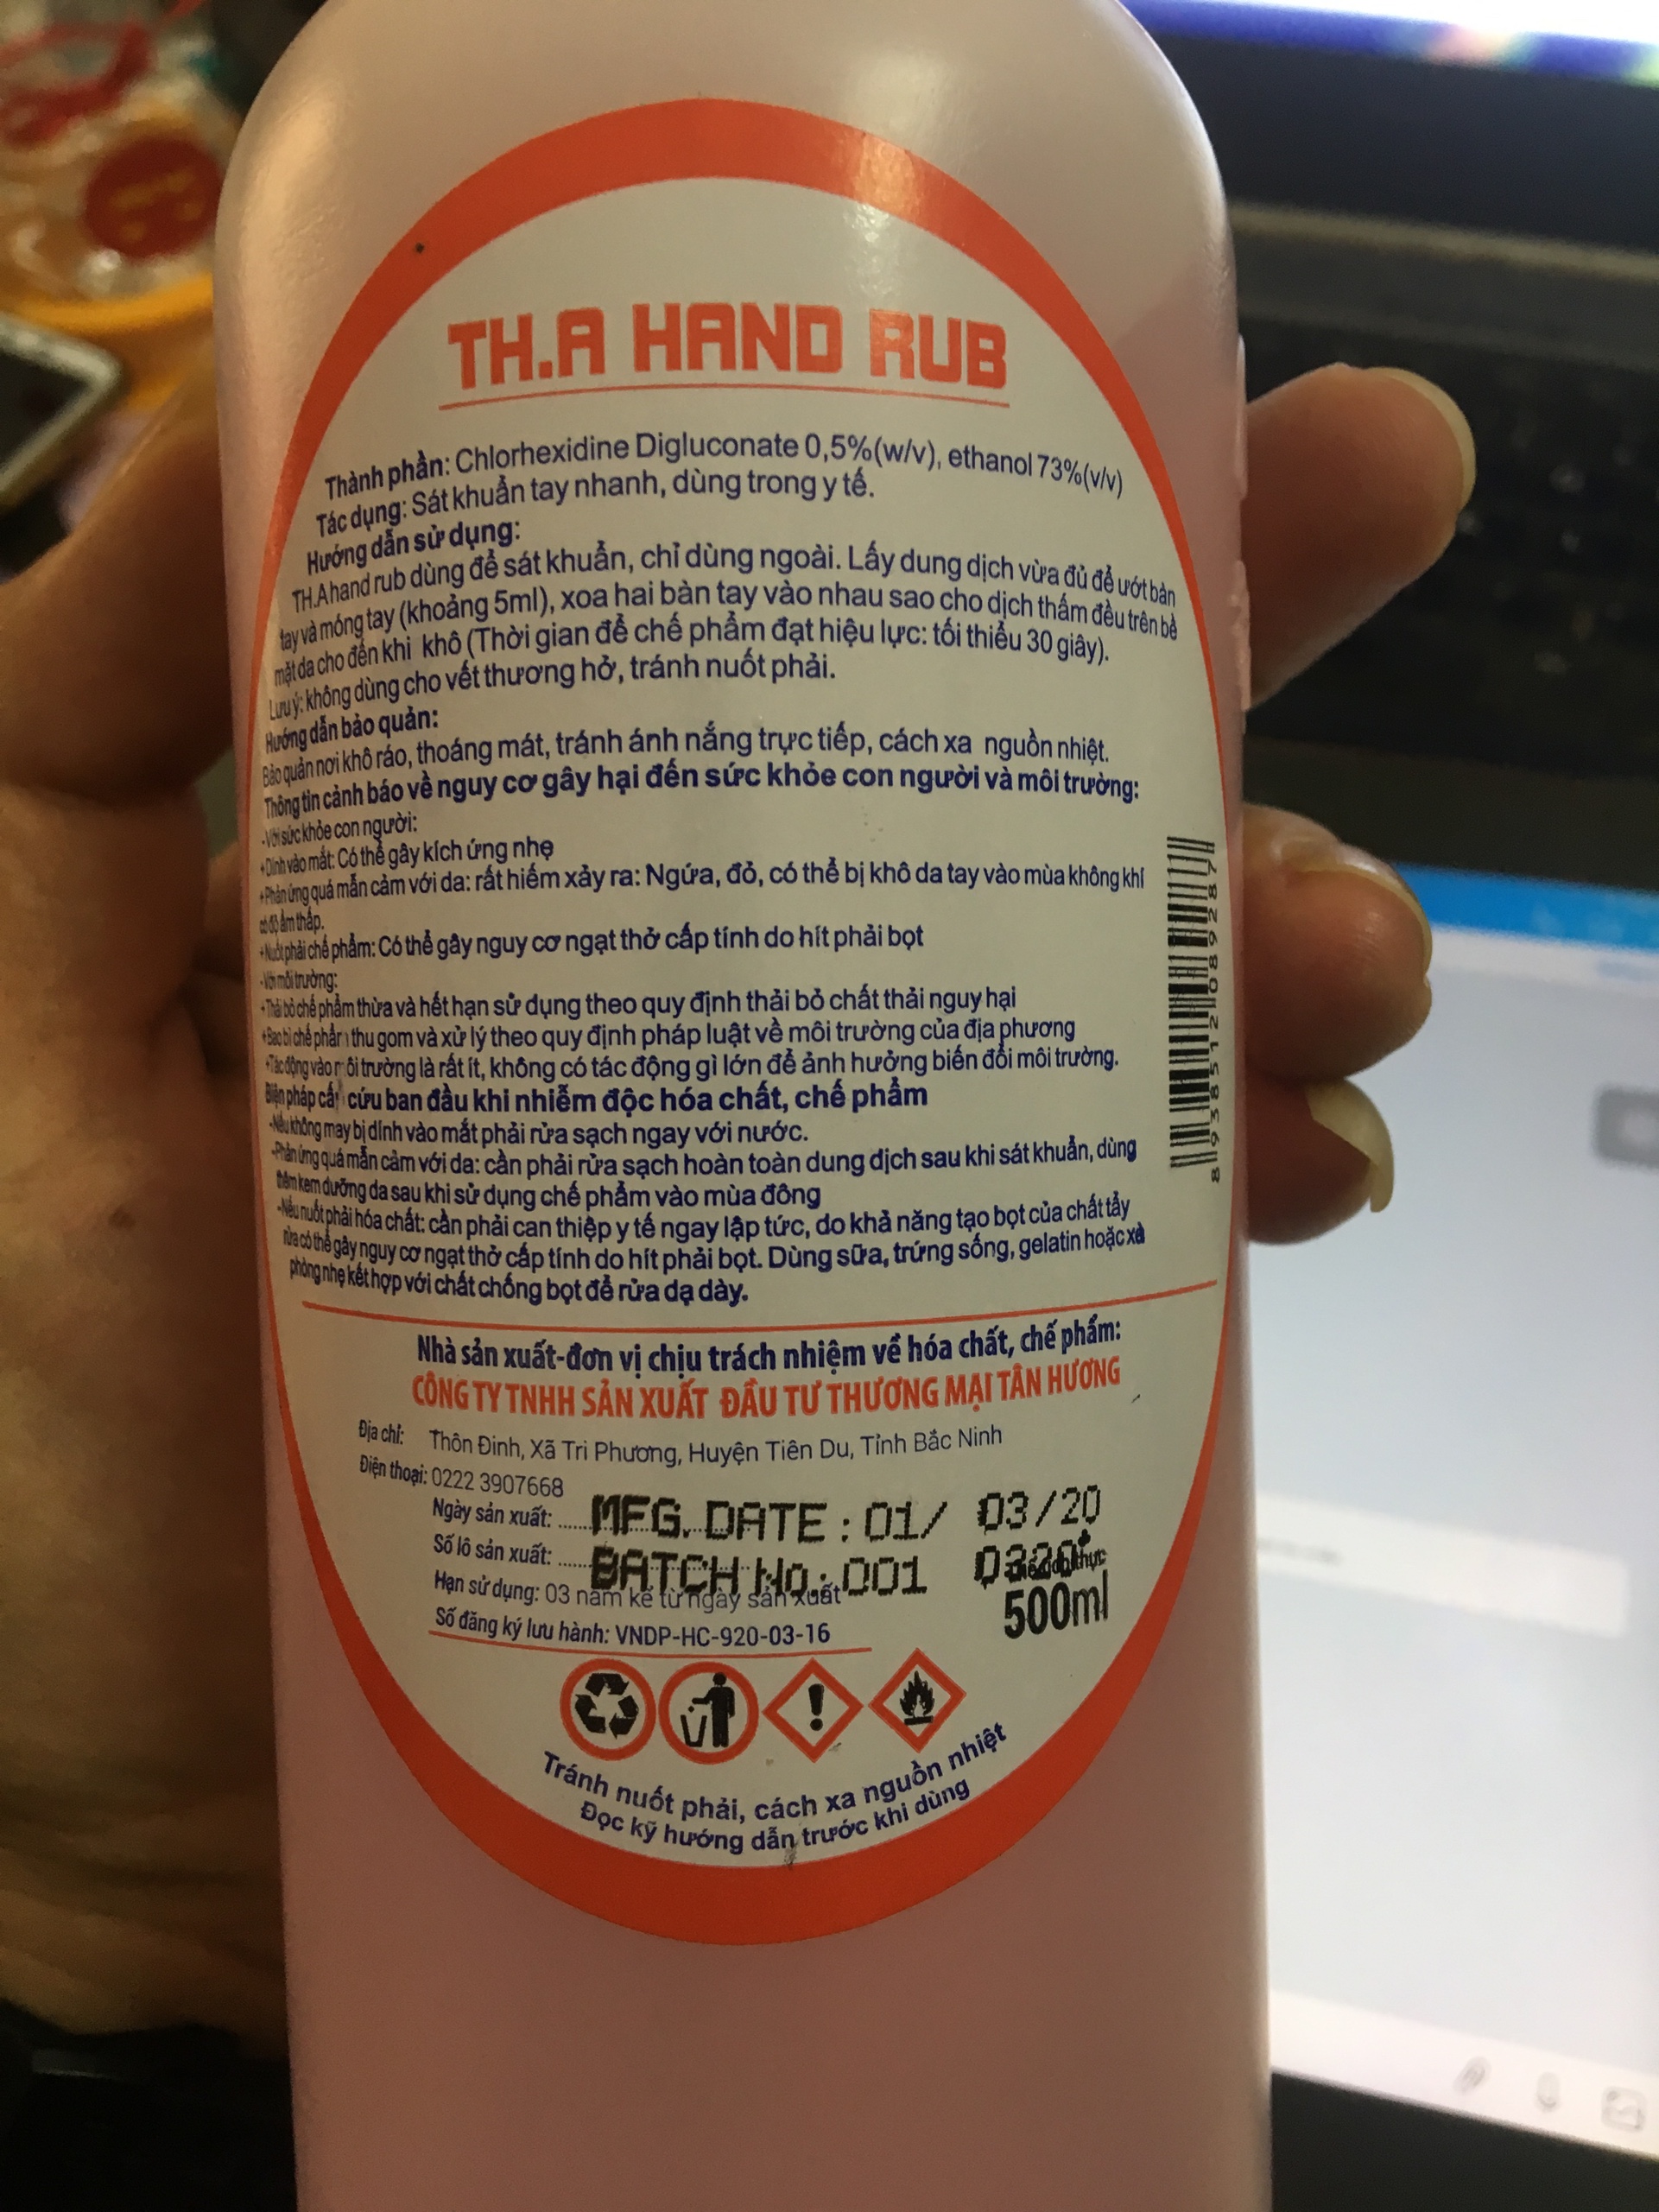 TH.A HAND RUB
Thành phần: Chlorhexidine Digluconate 0,5%(w/v), ethanol 73%(v/v)
Tác dụng: Sát khuẩn tay nhanh, dùng trong y tế.
Hướng dẫn sử dụng:
TH.A hand rub dùng để sát khuẩn, chỉ dùng ngoài. Lấy dung dịch vừa đủ để ướt bàn
tay và móng tay (khoảng 5ml), xoa hai bàn tay vào nhau sao cho dịch thấm đều trên bề
mặt da cho đến khi khô (Thời gian để chế phẩm đạt hiệu lực: tối thiểu 30 giây).
Lưu ý: không dùng cho vết thương hở, tránh nuốt phải.
Hướng dẫn bảo quản:
Bảo quản nơi khô ráo, thoáng mát, tránh ánh nắng trực tiếp, cách xa nguồn nhiệt.
Thông tin cảnh báo về nguy cơ gây hại đến sức khỏe con người và môi trường:
-Với sức khỏe con người:
+Dính vào mắt: Có thể gây kích ứng nhẹ
+Phản ứng quá mẫn cảm với da: rất hiếm xảy ra: Ngứa, đỏ, có thể bị khô da tay vào mùa không khí
có độ ẩm thấp.
+Nuốt phải chế phẩm: Có thể gây nguy cơ ngạt thở cấp tính do hít phải bọt
-Với môi trường:
+Thải bỏ chế phẩm thừa và hết hạn sử dụng theo quy định thải bỏ chất thải nguy hại
+Bao bì chế phẩm thu gom và xử lý theo quy định pháp luật về môi trường của địa phương
+Tác động vào môi trường là rất ít, không có tác động gì lớn để ảnh hưởng biến đổi môi trường.
Biện pháp cấp cứu ban đầu khi nhiễm độc hóa chất, chế phẩm
-Nếu không may bị dính vào mắt phải rửa sạch ngay với nước.
-Phản ứng quá mẫn cảm với da: cần phải rửa sạch hoàn toàn dung dịch sau khi sát khuẩn, dùng
thêm kem dưỡng da sau khi sử dụng chế phẩm vào mùa đông
-Nếu nuốt phải hóa chất: cần phải can thiệp y tế ngay lập tức, do khả năng tạo bọt của chất tẩy
rửa có thể gây nguy cơ ngạt thở cấp tính do hít phải bọt. Dùng sữa, trứng sống, gelatin hoặc xà
phòng nhẹ kết hợp với chất chống bọt để rửa dạ dày.
8938512089287
Nhà sản xuất-đơn vị chịu trách nhiệm về hóa chất, chế phẩm:
CÔNG TY TNHH SẢN XUẤT ĐẦU TƯ THƯƠNG MẠI TÂN HƯƠNG
Địa chỉ: Thôn Đinh, Xã Tri Phương, Huyện Tiên Du, Tỉnh Bắc Ninh
Điện thoại: 0222 3907668
Ngày sản xuất: MFG. DATE : 01/ 03/20
Số lô sản xuất: BATCH No.: 001 0320
Hạn sử dụng: 03 năm kể từ ngày sản xuất
500ml
Số đăng ký lưu hành: VNDP-HC-920-03-16
Tránh nuốt phải, cách xa nguồn nhiệt
Đọc kỹ hướng dẫn trước khi dùng